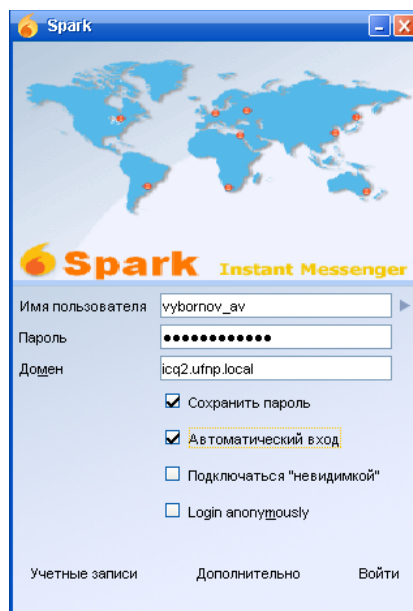 Spark
Spark Instant Messenger
Имя пользователя vybornov_av
Пароль ●●●●●●●●●●●●
Домен icq2.ufnp.local
Сохранить пароль
Автоматический вход
Подключаться "невидимкой"
Login anonymously
Учетные записи Дополнительно Войти